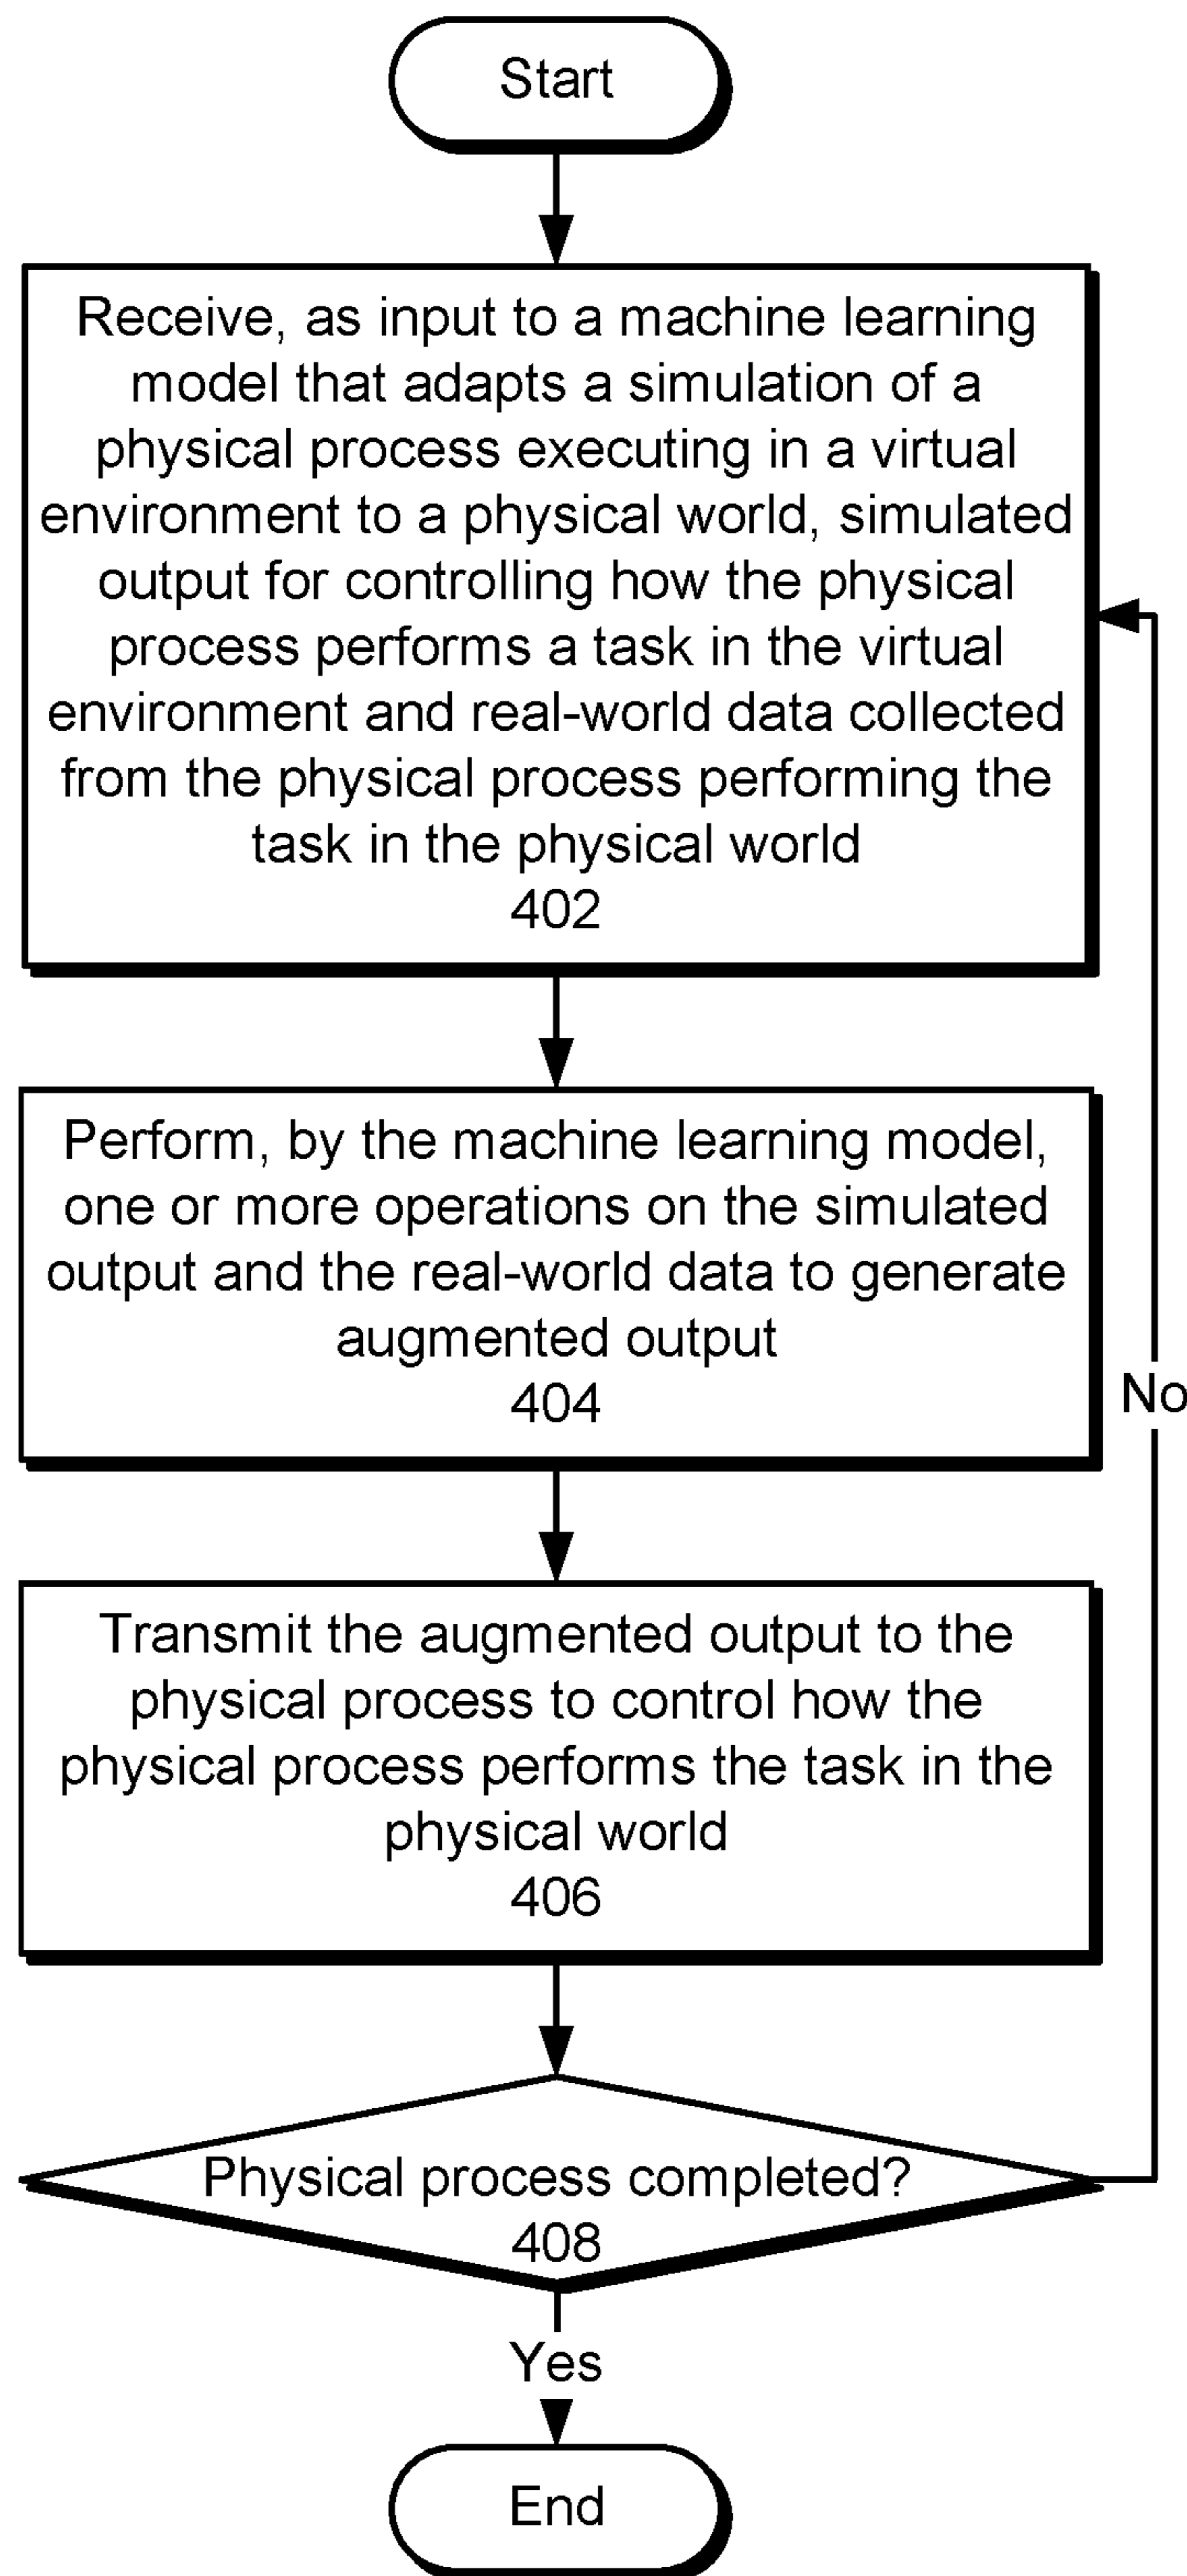 Start
Receive, as input to a machine learning
model that adapts a simulation of a
physical process executing in a virtual
environment to a physical world, simulated
output for controlling how the physical
process performs a task in the virtual
environment and real-world data collected
from the physical process performing the
task in the physical world
402
Perform, by the machine learning model,
one or more operations on the simulated
output and the real-world data to generate
augmented output
404
No
Transmit the augmented output to the
physical process to control how the
physical process performs the task in the
physical world
406
Physical process completed?
408
Yes
End